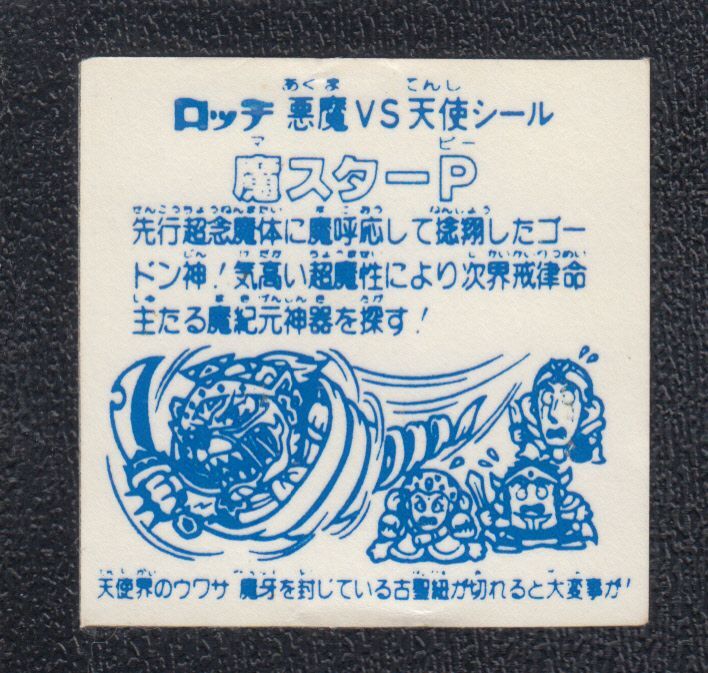 ロッチ 悪魔VS天使シール
魔スターP
先行超念魔体に魔呼応して捻翔したゴー
ドン神！気高い超魔性により次界戒律命
主たる魔紀元神器を探す！
天使界のウワサ 魔牙を封じている古聖紐が切れると大変事が！